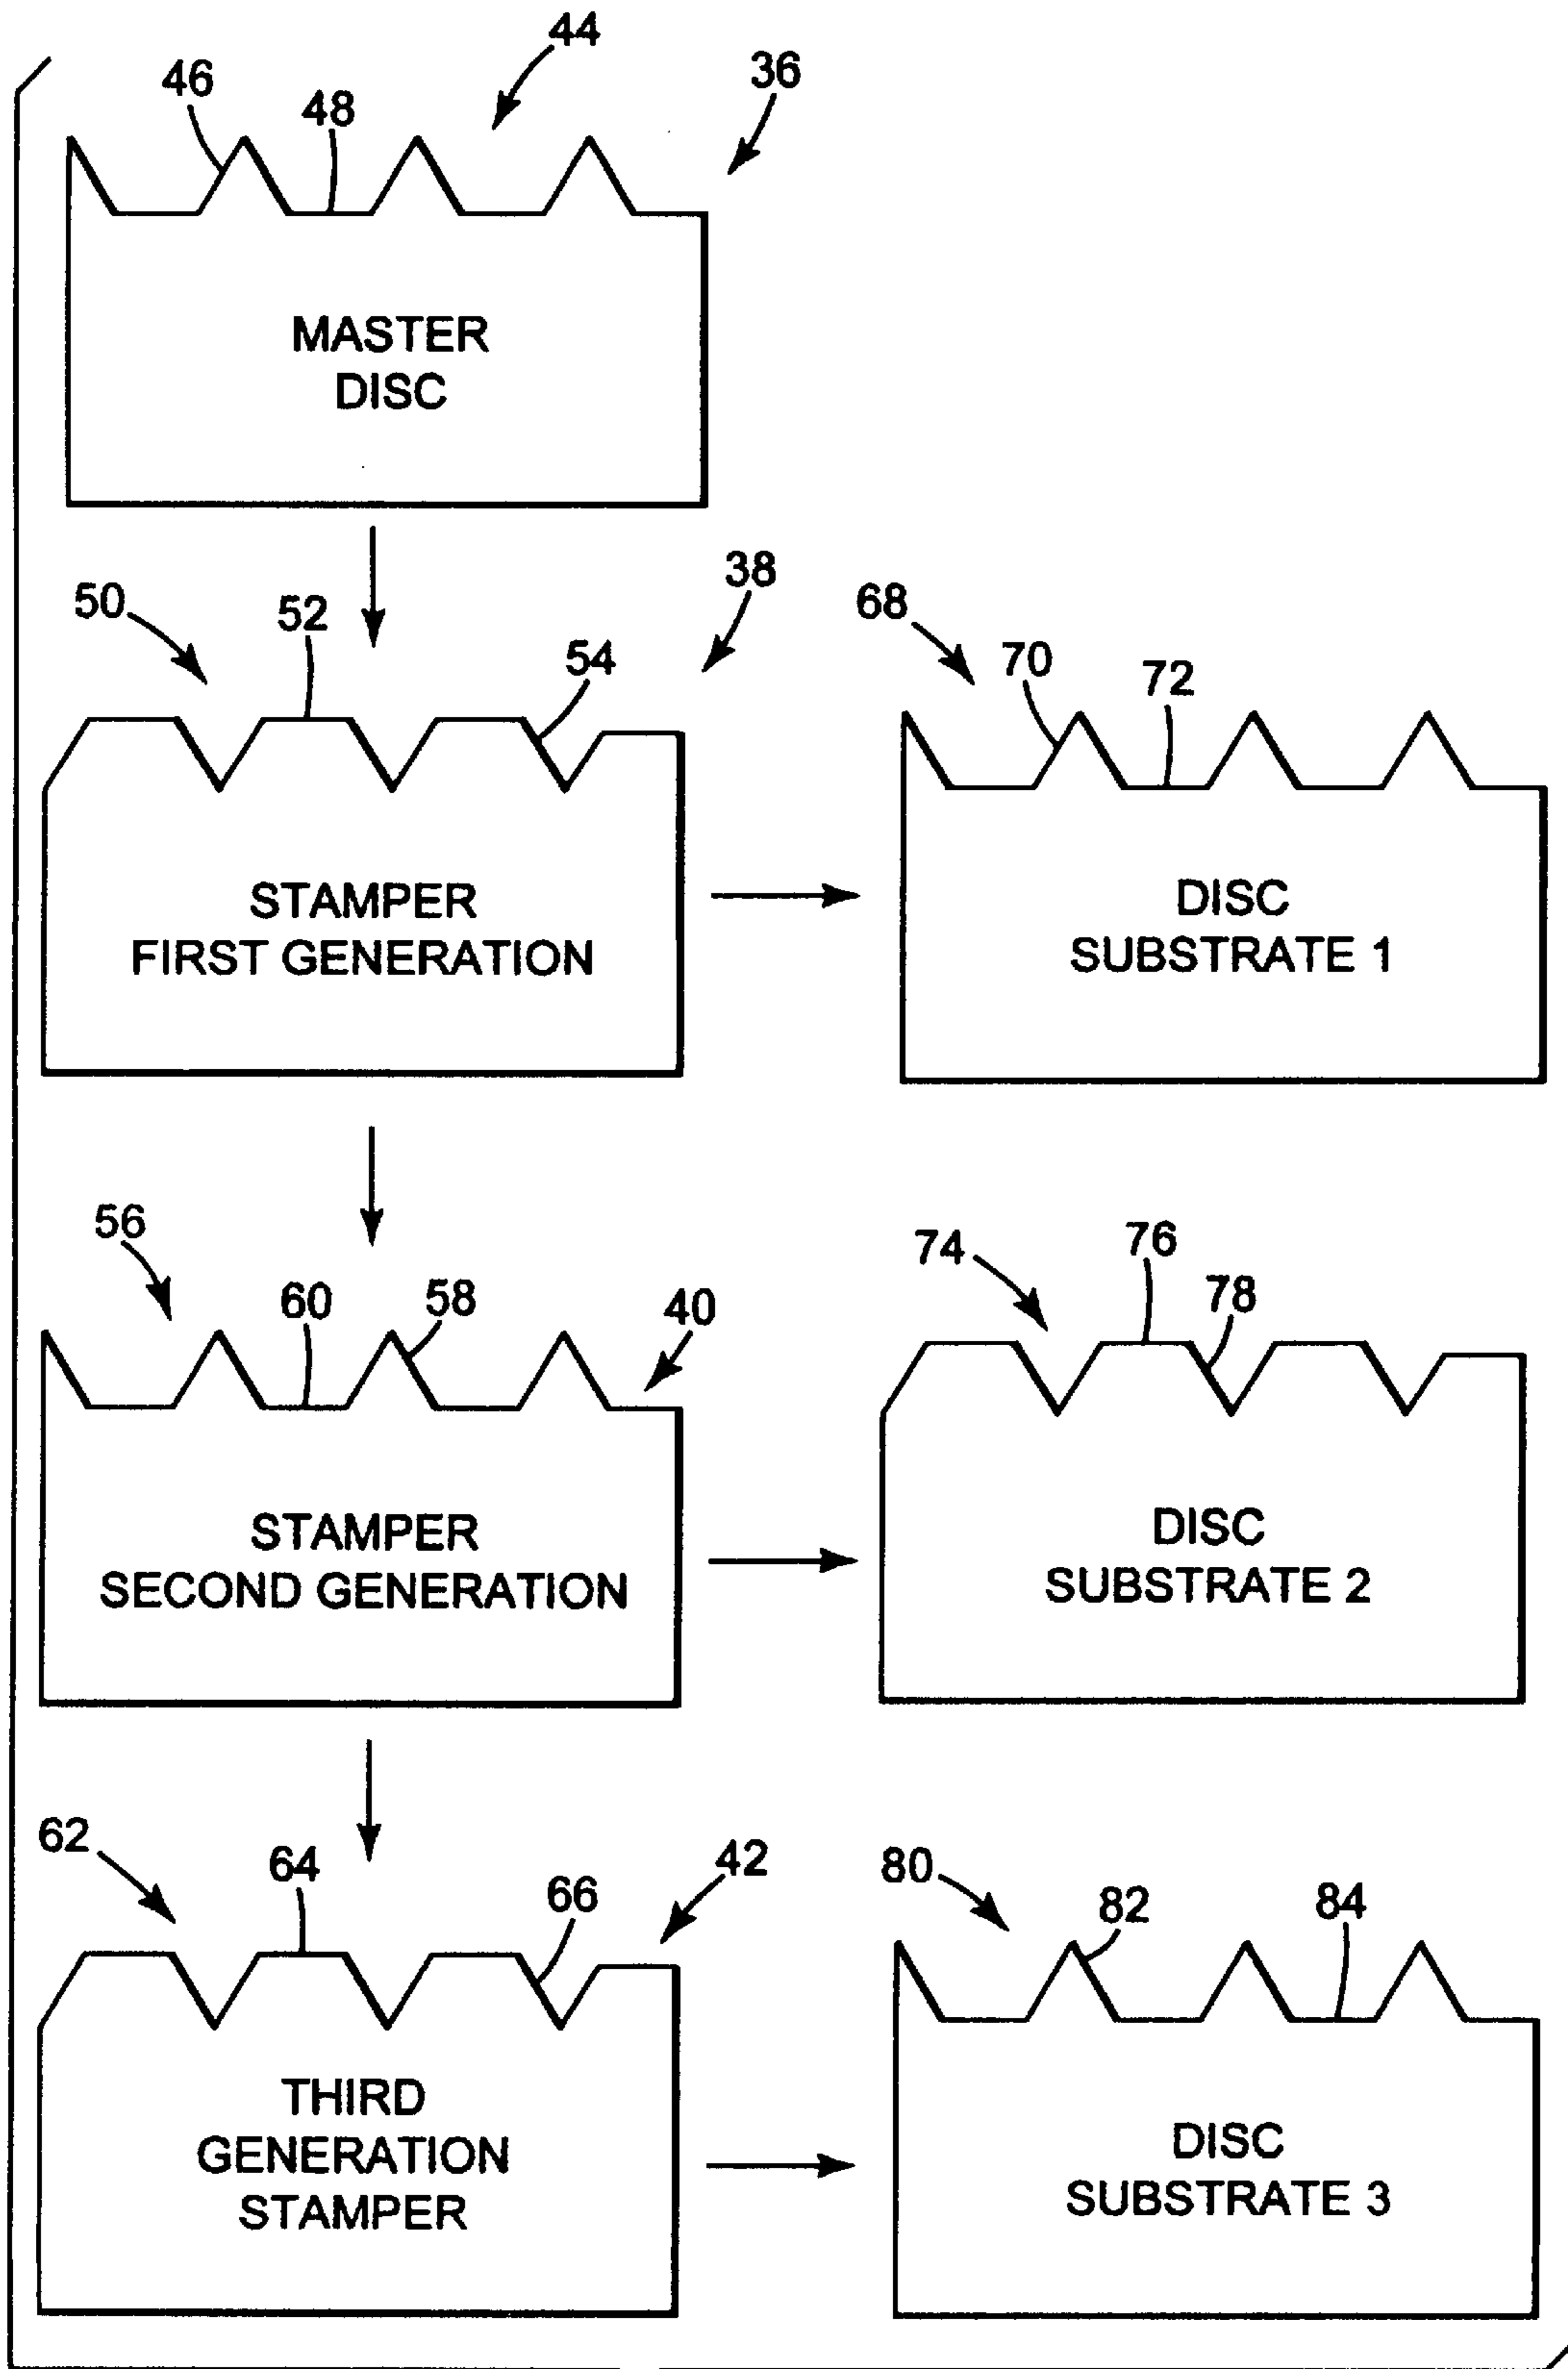 44
46
36
48
MASTER
DISC
38
50
52
68
54
70
72
STAMPER
FIRST GENERATION
DISC
SUBSTRATE 1
56
60
58
40
74
76
78
STAMPER
SECOND GENERATION
DISC
SUBSTRATE 2
62
64
66
42
80
82
84
THIRD
GENERATION
STAMPER
DISC
SUBSTRATE 3